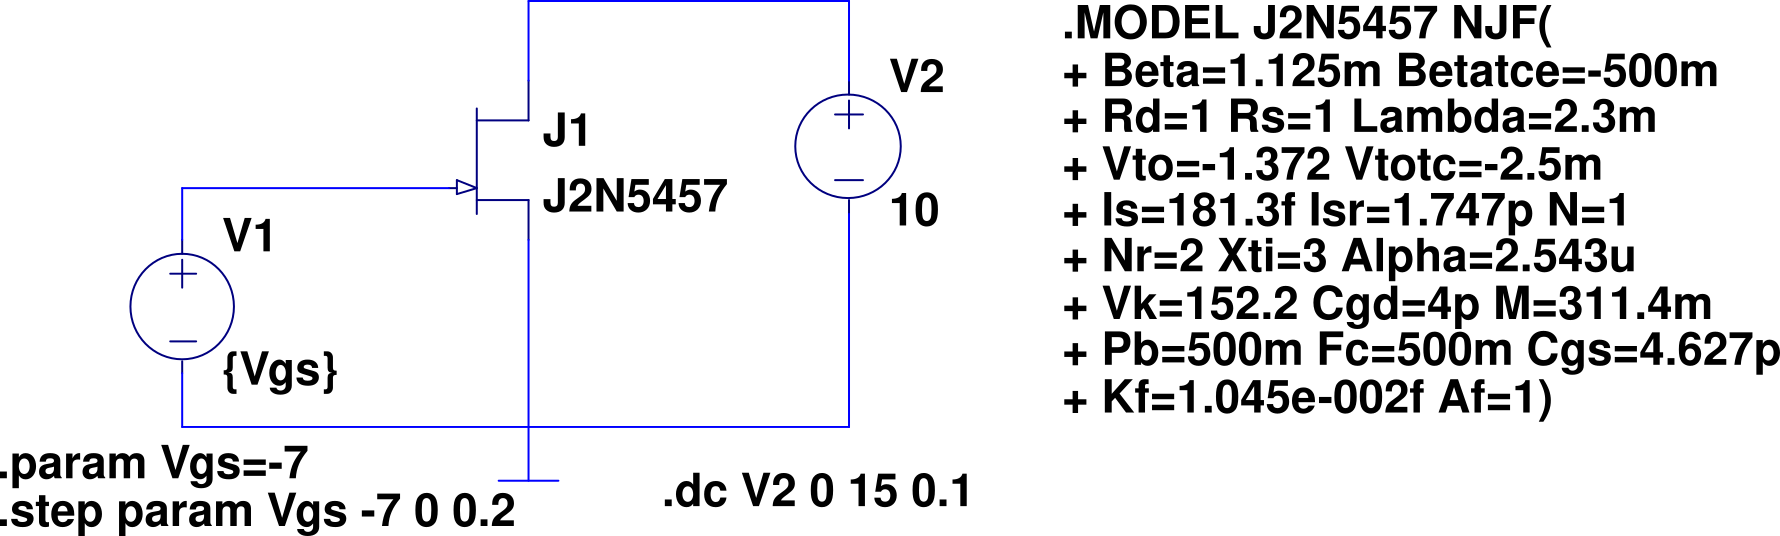 J1
J2N5457
V1
{Vgs}
V2
10
.param Vgs=-7
.step param Vgs -7 0 0.2
.dc V2 0 15 0.1
.MODEL J2N5457 NJF(
+ Beta=1.125m Betatce=-500m
+ Rd=1 Rs=1 Lambda=2.3m
+ Vto=-1.372 Vtotc=-2.5m
+ Is=181.3f Isr=1.747p N=1
+ Nr=2 Xti=3 Alpha=2.543u
+ Vk=152.2 Cgd=4p M=311.4m
+ Pb=500m Fc=500m Cgs=4.627p
+ Kf=1.045e-002f Af=1)